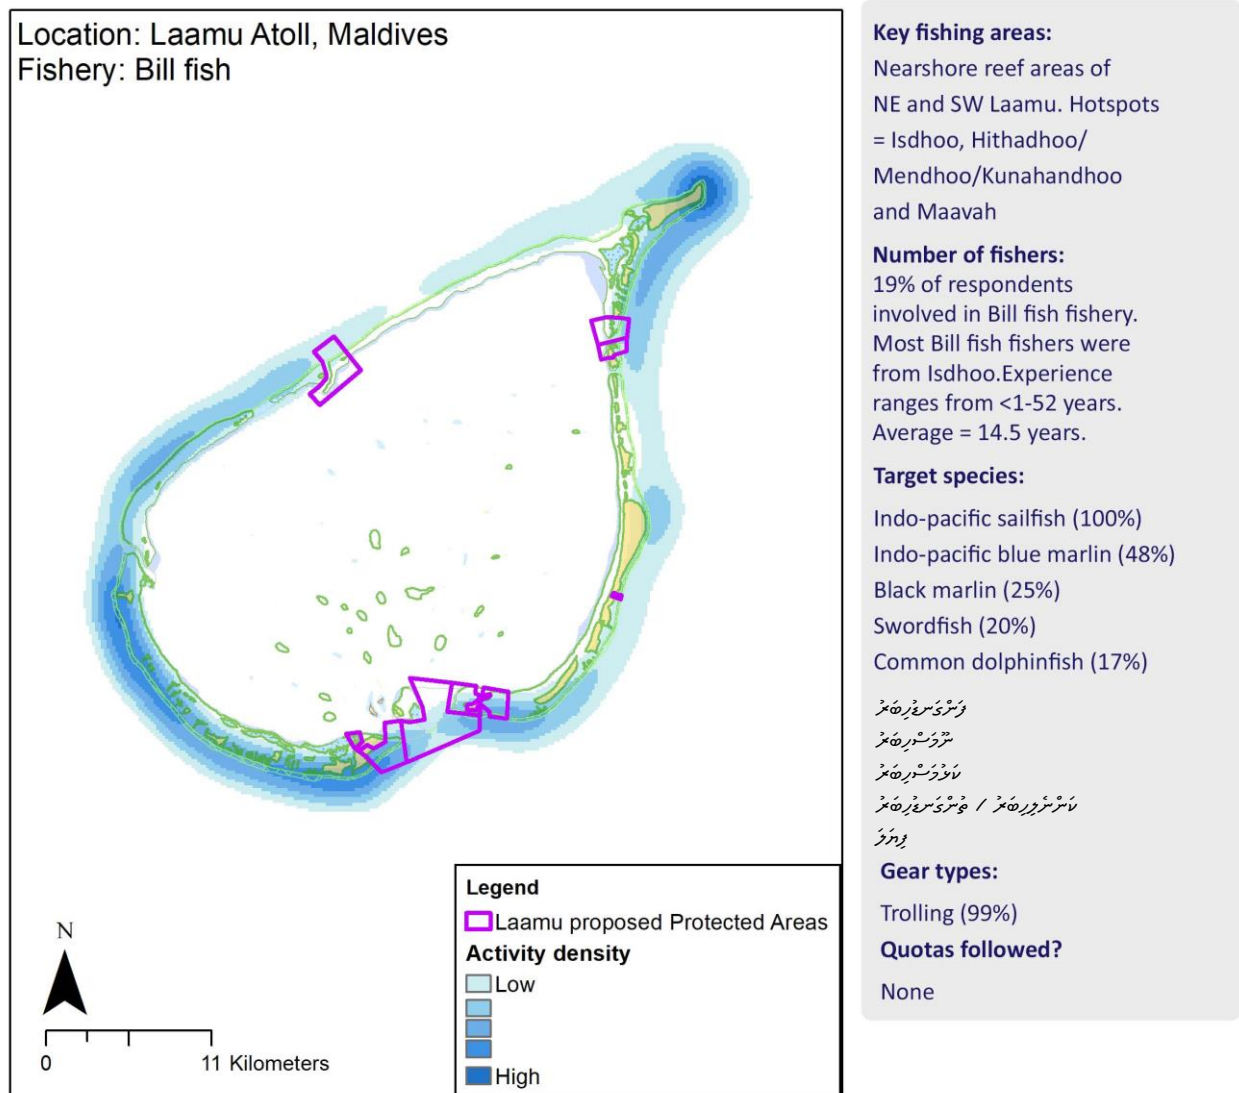 Location: Laamu Atoll, Maldives
Fishery: Bill fish
N
0
11 Kilometers
Legend
Laamu proposed Protected Areas
Activity density
Low
High
Key fishing areas:
Nearshore reef areas of
NE and SW Laamu. Hotspots
= Isdhoo, Hithadhoo/
Mendhoo/Kunahandhoo
and Maavah
Number of fishers:
19% of respondents
involved in Bill fish fishery.
Most Bill fish fishers were
from Isdhoo.Experience
ranges from <1-52 years.
Average = 14.5 years.
Target species:
Indo-pacific sailfish (100%)
Indo-pacific blue marlin (48%)
Black marlin (25%)
Swordfish (20%)
Common dolphinfish (17%)
ފަންގަނޑުހިބަރު
ނޫމަސްހިބަރު
ކަޅުމަސްހިބަރު
ކަންނެލިހިބަރު / ތުންގަނޑުހިބަރު
ފިޔަލަ
Gear types:
Trolling (99%)
Quotas followed?
None